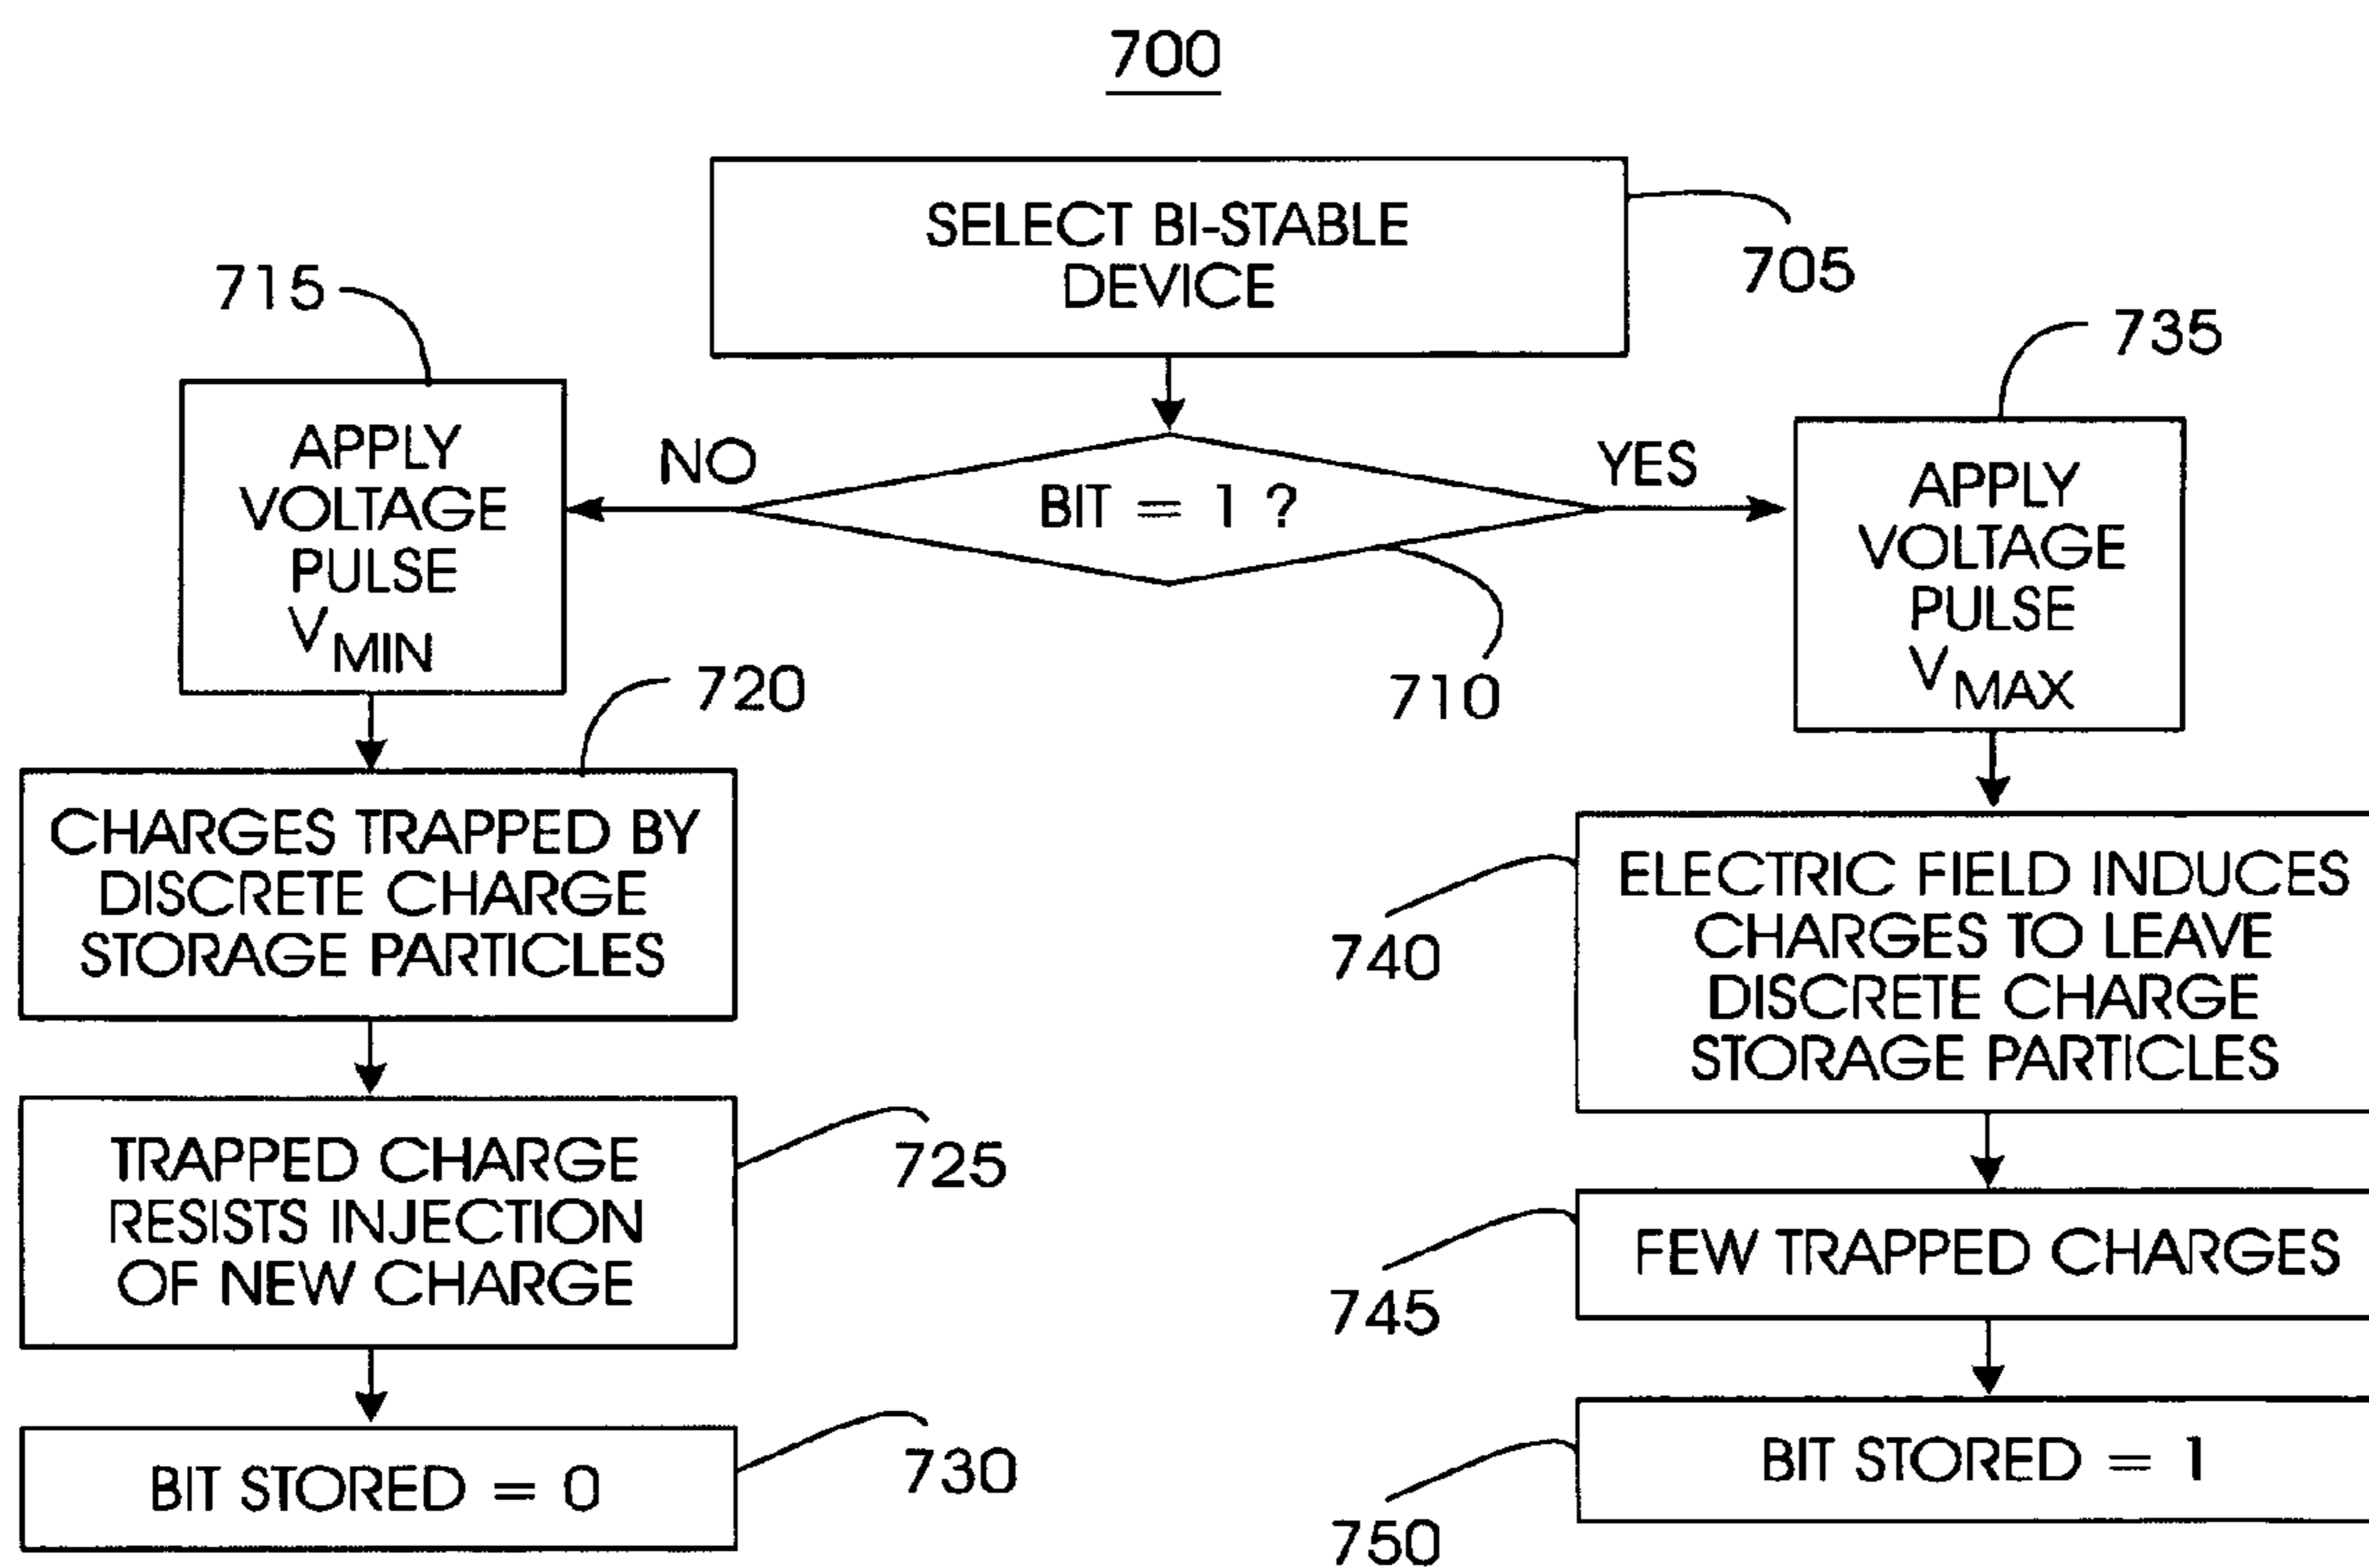 700
SELECT BI-STABLE
DEVICE
705
BIT = 1 ?
710
NO
YES
715
APPLY
VOLTAGE
PULSE
V MIN
720
CHARGES TRAPPED BY
DISCRETE CHARGE
STORAGE PARTICLES
TRAPPED CHARGE
RESISTS INJECTION
OF NEW CHARGE
725
BIT STORED = 0
730
735
APPLY
VOLTAGE
PULSE
V MAX
740
ELECTRIC FIELD INDUCES
CHARGES TO LEAVE
DISCRETE CHARGE
STORAGE PARTICLES
745
FEW TRAPPED CHARGES
750
BIT STORED = 1